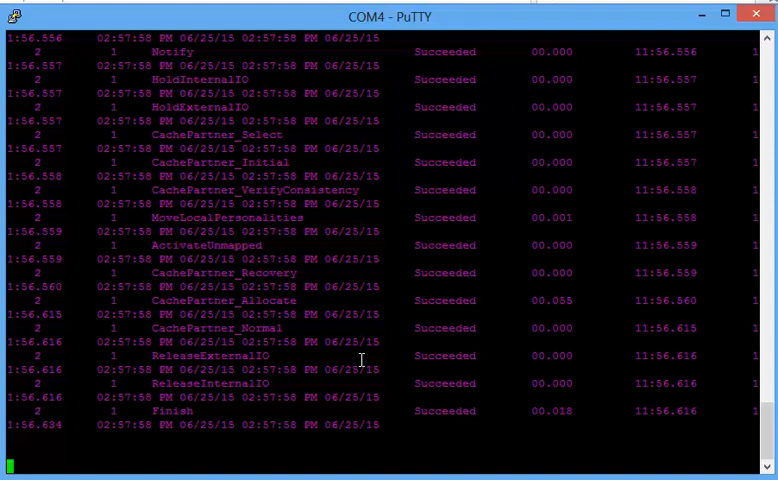 COM4 - PuTTY
1:56.556 02:57:58 PM 06/25/15 02:57:58 PM 06/25/15
2 1 Notify Succeeded 00.000 11:56.556 1
1:56.557 02:57:58 PM 06/25/15 02:57:58 PM 06/25/15
2 1 HoldInternalIO Succeeded 00.000 11:56.557 1
1:56.557 02:57:58 PM 06/25/15 02:57:58 PM 06/25/15
2 1 HoldExternalIO Succeeded 00.000 11:56.557 1
1:56.557 02:57:58 PM 06/25/15 02:57:58 PM 06/25/15
2 1 CachePartner_Select Succeeded 00.000 11:56.557 1
1:56.557 02:57:58 PM 06/25/15 02:57:58 PM 06/25/15
2 1 CachePartner_Initial Succeeded 00.000 11:56.557 1
1:56.558 02:57:58 PM 06/25/15 02:57:58 PM 06/25/15
2 1 CachePartner_VerifyConsistency Succeeded 00.000 11:56.558 1
1:56.558 02:57:58 PM 06/25/15 02:57:58 PM 06/25/15
2 1 MoveLocalPersonalities Succeeded 00.001 11:56.558 1
1:56.559 02:57:58 PM 06/25/15 02:57:58 PM 06/25/15
2 1 ActivateUnmapped Succeeded 00.000 11:56.559 1
1:56.559 02:57:58 PM 06/25/15 02:57:58 PM 06/25/15
2 1 CachePartner_Recovery Succeeded 00.000 11:56.559 1
1:56.560 02:57:58 PM 06/25/15 02:57:58 PM 06/25/15
2 1 CachePartner_Allocate Succeeded 00.055 11:56.560 1
1:56.615 02:57:58 PM 06/25/15 02:57:58 PM 06/25/15
2 1 CachePartner_Normal Succeeded 00.000 11:56.615 1
1:56.616 02:57:58 PM 06/25/15 02:57:58 PM 06/25/15
2 1 ReleaseExternalIO Succeeded 00.000 11:56.616 1
1:56.616 02:57:58 PM 06/25/15 02:57:58 PM 06/25/15
2 1 ReleaseInternalIO Succeeded 00.000 11:56.616 1
1:56.616 02:57:58 PM 06/25/15 02:57:58 PM 06/25/15
2 1 Finish Succeeded 00.018 11:56.616 1
1:56.634 02:57:58 PM 06/25/15 02:57:58 PM 06/25/15